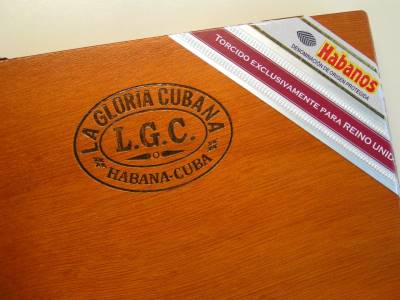 LA GLORIA CUBANA
L.G.C.
HABANA-CUBA
Habanos
DENOMINACIÓN DE ORIGEN PROTEGIDA
TORCIDO EXCLUSIVAMENTE PARA REINO UNID